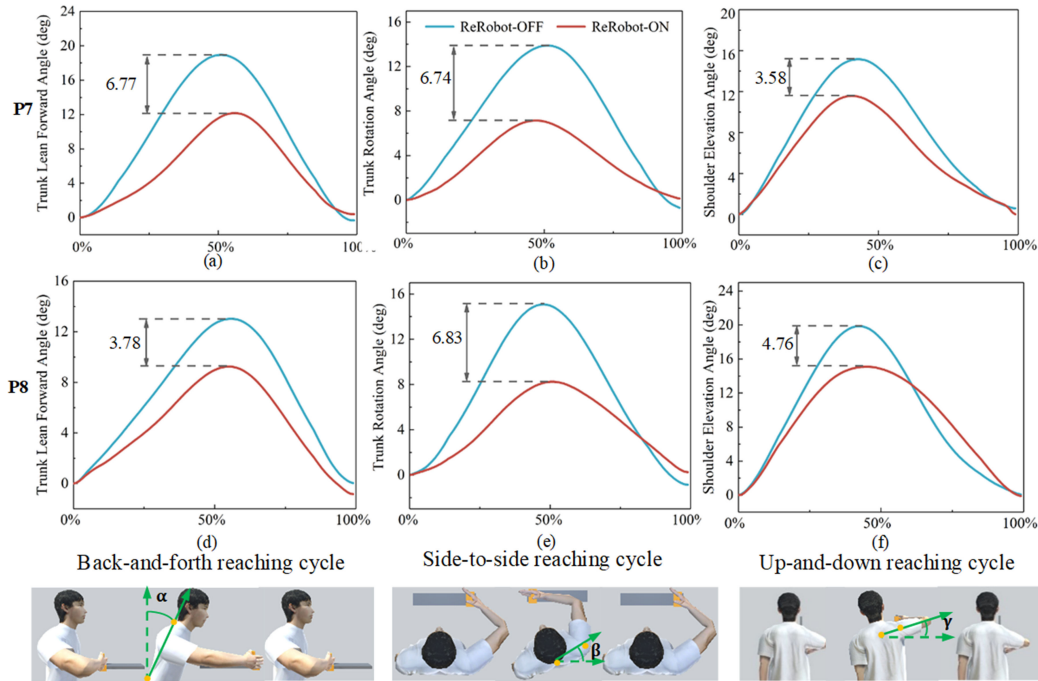 P7
Trunk Lean Forward Angle (deg)
24
20
16
12
8
4
0
6.77
0%
50%
100%
(a)
Trunk Rotation Angle (deg)
16
12
8
4
0
6.74
ReRobot-OFF
ReRobot-ON
0%
50%
100%
(b)
Shoulder Elevation Angle (deg)
20
16
12
8
4
0
3.58
0%
50%
100%
(c)
P8
Trunk Lean Forward Angle (deg)
16
12
8
4
0
3.78
0%
50%
100%
(d)
Trunk Rotation Angle (deg)
16
12
8
4
0
6.83
0%
50%
100%
(e)
Shoulder Elevation Angle (deg)
24
20
16
12
8
4
0
4.76
0%
50%
100%
(f)
Back-and-forth reaching cycle
Side-to-side reaching cycle
Up-and-down reaching cycle
α
β
γ